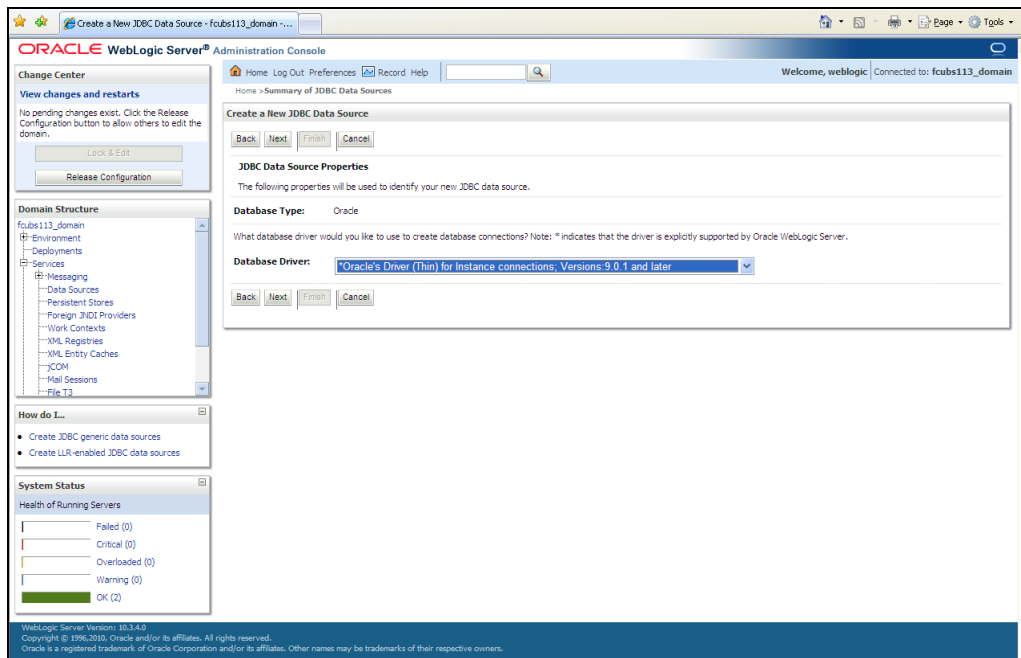 Create a New JDBC Data Source - fcubs113_domain -...
Page Tools
ORACLE WebLogic Server® Administration Console
Change Center
View changes and restarts
No pending changes exist. Click the Release
Configuration button to allow others to edit the
domain.
Lock & Edit
Release Configuration
Domain Structure
fcubs113_domain
Environment
Deployments
Services
Messaging
Data Sources
Persistent Stores
Foreign JNDI Providers
Work Contexts
XML Registries
XML Entity Caches
jCOM
Mail Sessions
File T3
How do I...
Create JDBC generic data sources
Create LLR-enabled JDBC data sources
System Status
Health of Running Servers
Failed (0)
Critical (0)
Overloaded (0)
Warning (0)
OK (2)
Home Log Out Preferences Record Help
Welcome, weblogic Connected to: fcubs113_domain
Home >Summary of JDBC Data Sources
Create a New JDBC Data Source
Back Next Finish Cancel
JDBC Data Source Properties
The following properties will be used to identify your new JDBC data source.
Database Type: Oracle
What database driver would you like to use to create database connections? Note: * indicates that the driver is explicitly supported by Oracle WebLogic Server.
Database Driver: *Oracle's Driver (Thin) for Instance connections; Versions:9.0.1 and later
Back Next Finish Cancel
WebLogic Server Version: 10.3.4.0
Copyright © 1996,2010, Oracle and/or its affiliates. All rights reserved.
Oracle is a registered trademark of Oracle Corporation and/or its affiliates. Other names may be trademarks of their respective owners.